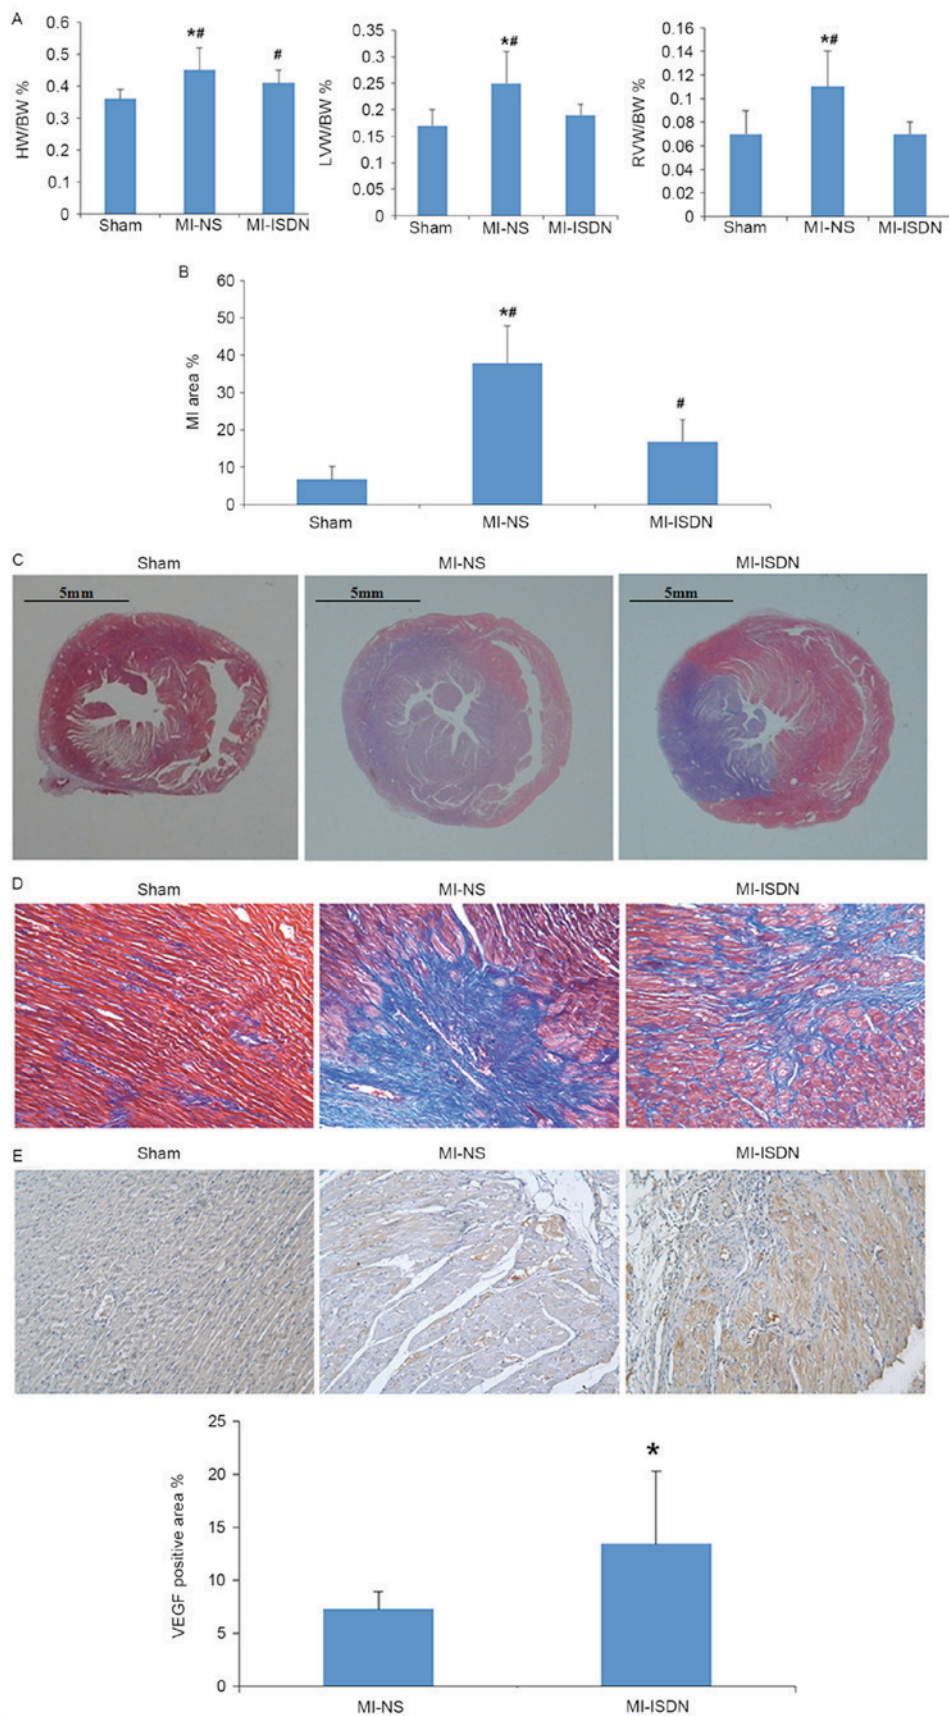 A
HW/BW %
0.6
0.5
0.4
0.3
0.2
0.1
0
*#
#
Sham MI-NS MI-ISDN
LVW/BW %
0.35
0.3
0.25
0.2
0.15
0.1
0.05
0
*#
Sham MI-NS MI-ISDN
RVW/BW %
0.16
0.14
0.12
0.1
0.08
0.06
0.04
0.02
0
*#
Sham MI-NS MI-ISDN
B
MI area %
60
50
40
30
20
10
0
*#
#
Sham MI-NS MI-ISDN
C
Sham MI-NS MI-ISDN
5mm 5mm 5mm
D
Sham MI-NS MI-ISDN
E
Sham MI-NS MI-ISDN
VEGF positive area %
25
20
15
10
5
0
*
MI-NS MI-ISDN